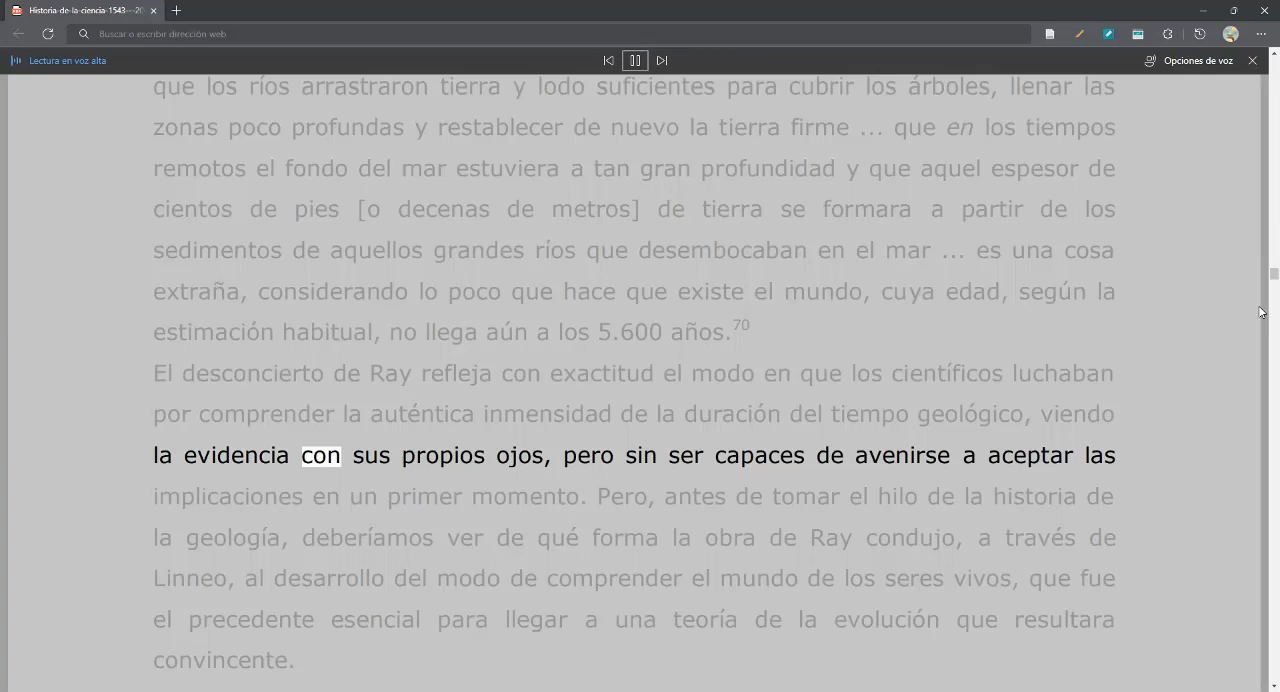 Historia-de-la-ciencia-1543---20
Buscar o escribir dirección web
Lectura en voz alta
Opciones de voz
que los ríos arrastraron tierra y lodo suficientes para cubrir los árboles, llenar las
zonas poco profundas y restablecer de nuevo la tierra firme ... que en los tiempos
remotos el fondo del mar estuviera a tan gran profundidad y que aquel espesor de
cientos de pies [o decenas de metros] de tierra se formara a partir de los
sedimentos de aquellos grandes ríos que desembocaban en el mar ... es una cosa
extraña, considerando lo poco que hace que existe el mundo, cuya edad, según la
estimación habitual, no llega aún a los 5.600 años.70
El desconcierto de Ray refleja con exactitud el modo en que los científicos luchaban
por comprender la auténtica inmensidad de la duración del tiempo geológico, viendo
la evidencia con sus propios ojos, pero sin ser capaces de avenirse a aceptar las
implicaciones en un primer momento. Pero, antes de tomar el hilo de la historia de
la geología, deberíamos ver de qué forma la obra de Ray condujo, a través de
Linneo, al desarrollo del modo de comprender el mundo de los seres vivos, que fue
el precedente esencial para llegar a una teoría de la evolución que resultara
convincente.